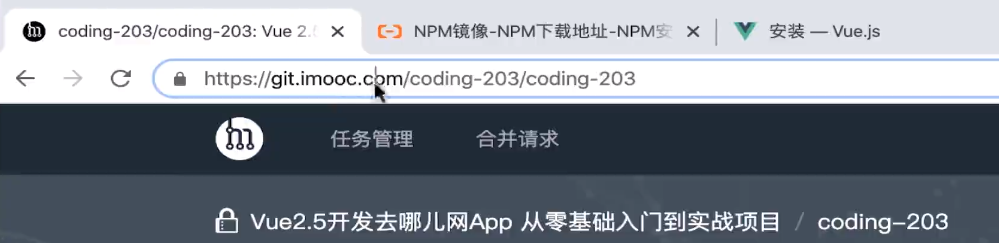 coding-203/coding-203: Vue 2.5 NPM镜像-NPM下载地址-NPM安 安装 — Vue.js
https://git.imooc.com/coding-203/coding-203
任务管理 合并请求
Vue2.5开发去哪儿网App 从零基础入门到实战项目 / coding-203